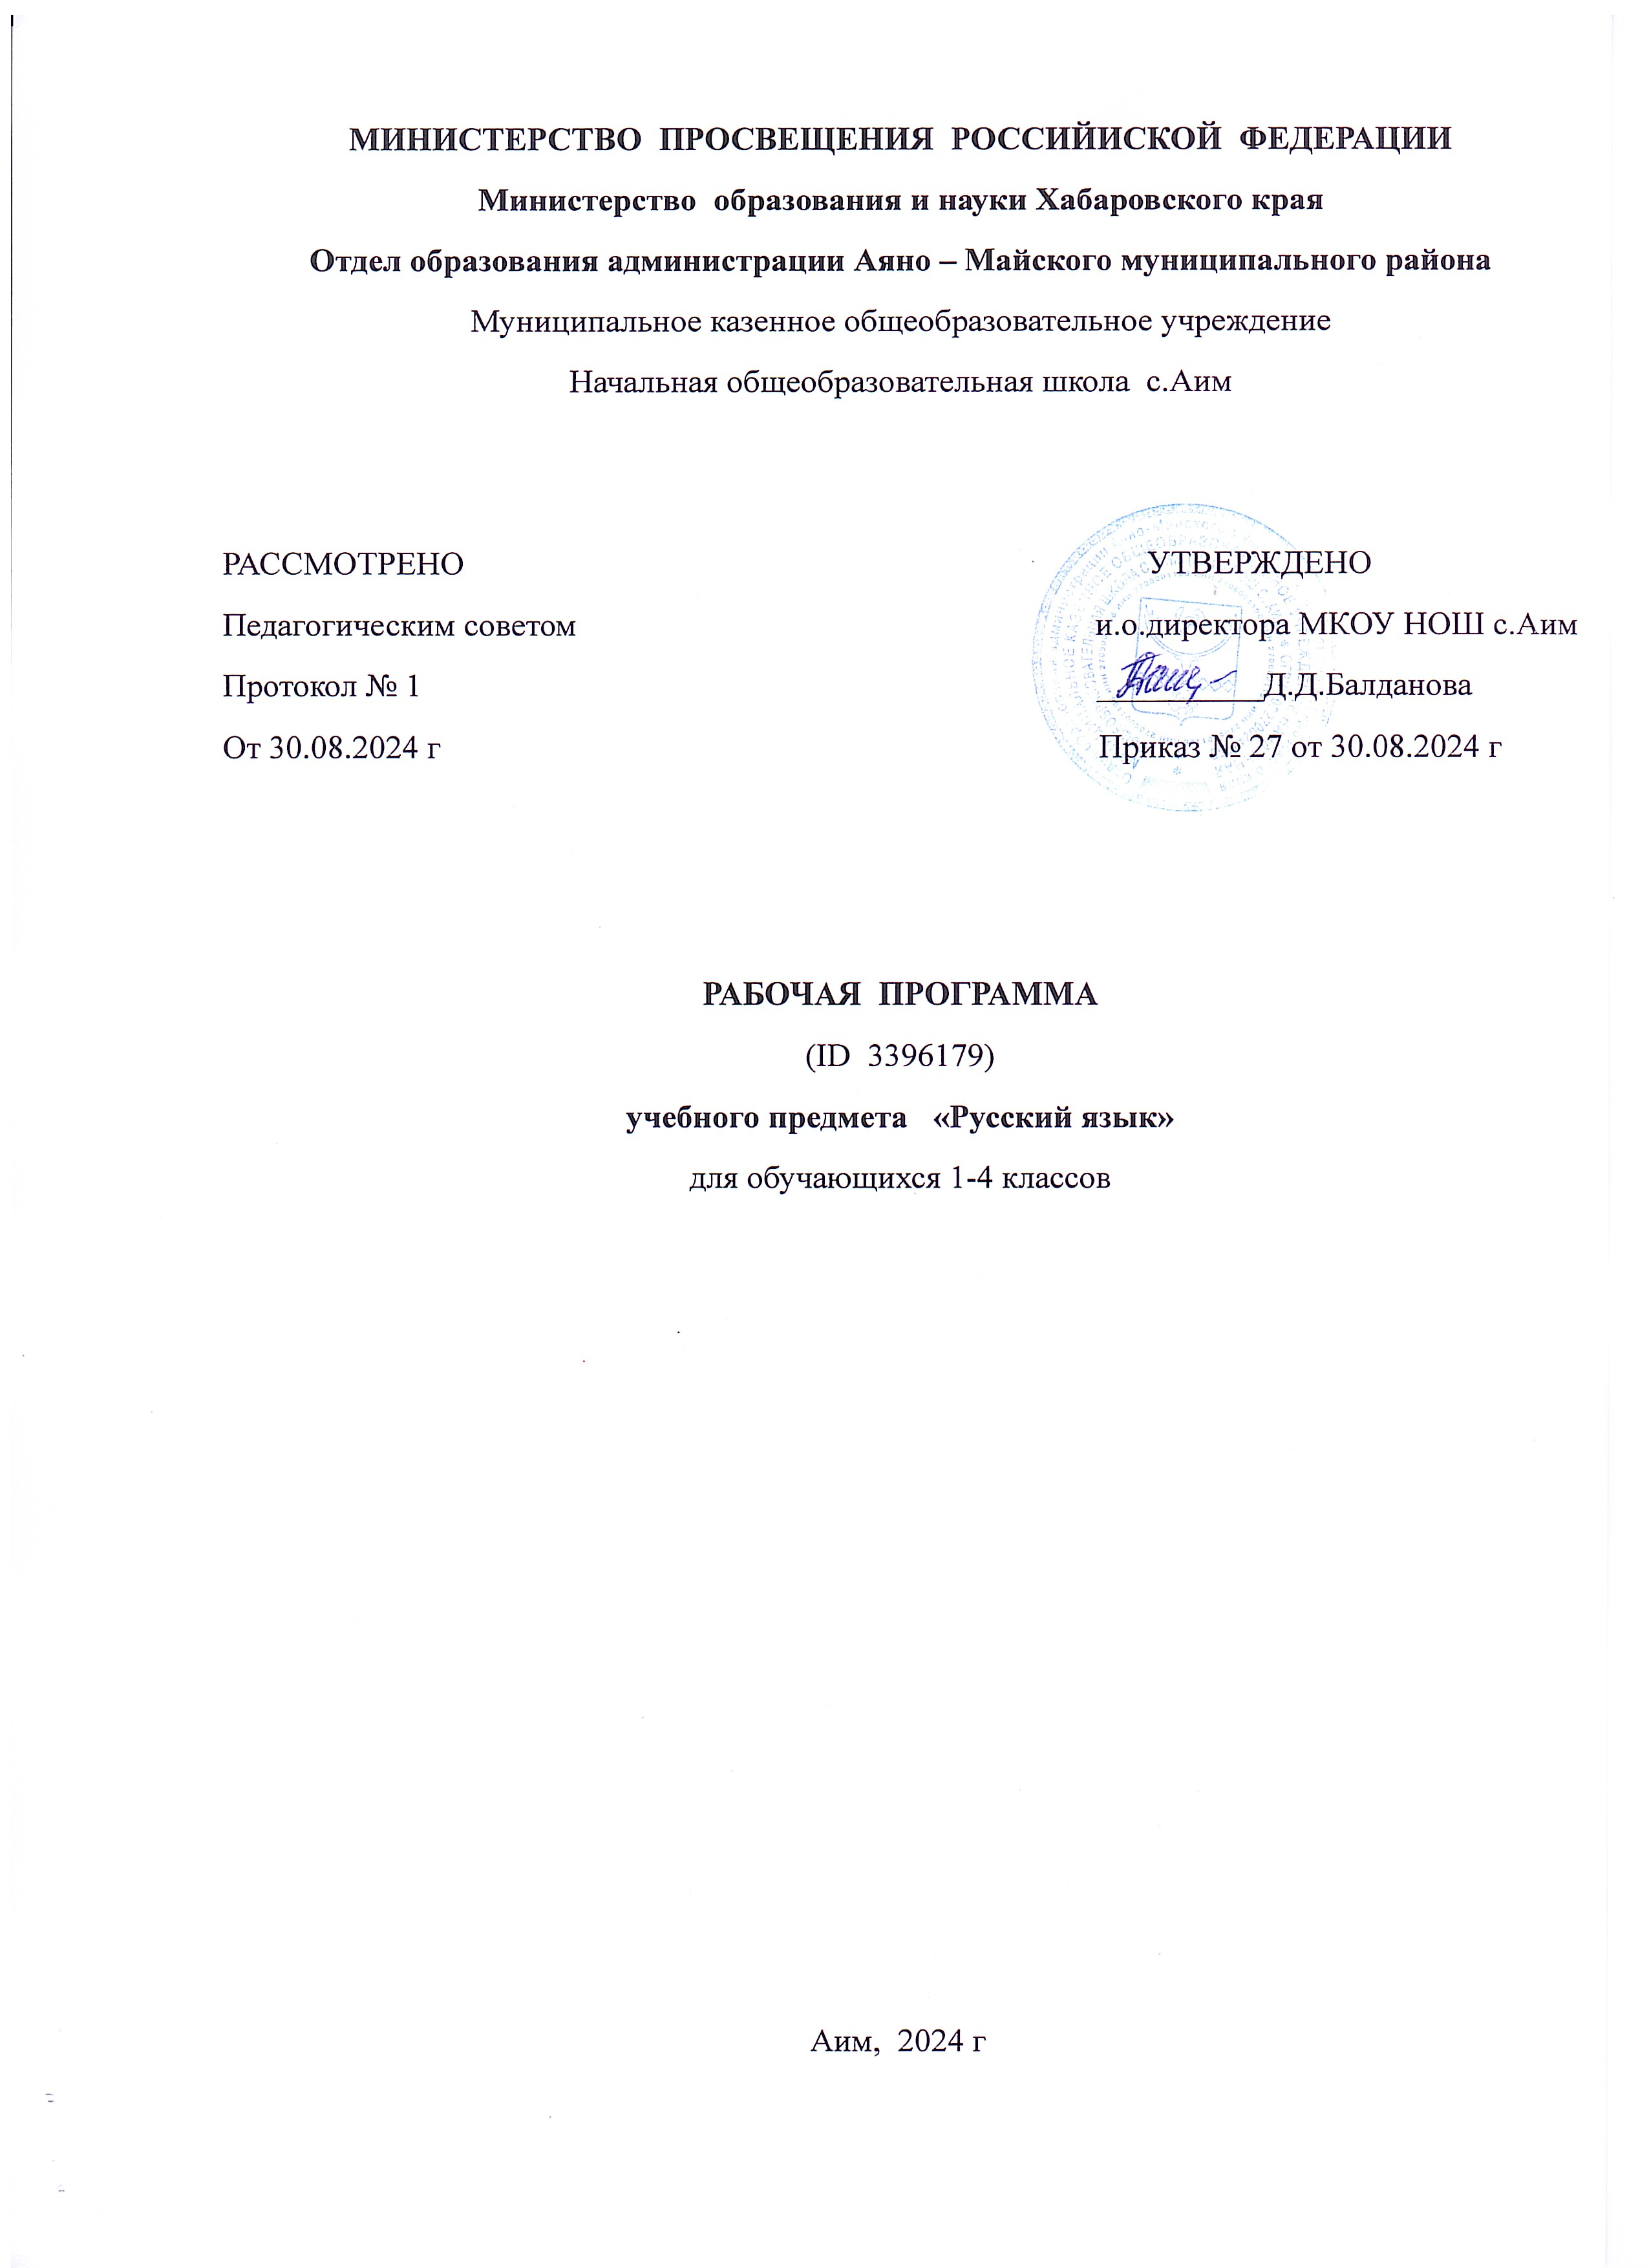 МИНИСТЕРСТВО ПРОСВЕЩЕНИЯ РОССИЙИСКОЙ ФЕДЕРАЦИИ
Министерство образования и науки Хабаровского края
Отдел образования администрации Аяно – Майского муниципального района
Муниципальное казенное общеобразовательное учреждение
Начальная общеобразовательная школа с.Аим
РАССМОТРЕНО УТВЕРЖДЕНО
Педагогическим советом и.о.директора МКОУ НОШ с.Аим
Протокол № 1 Д.Д.Балданова
От 30.08.2024 г Приказ № 27 от 30.08.2024 г
РАБОЧАЯ ПРОГРАММА
(ID 3396179)
учебного предмета «Русский язык»
для обучающихся 1-4 классов
Аим, 2024 г